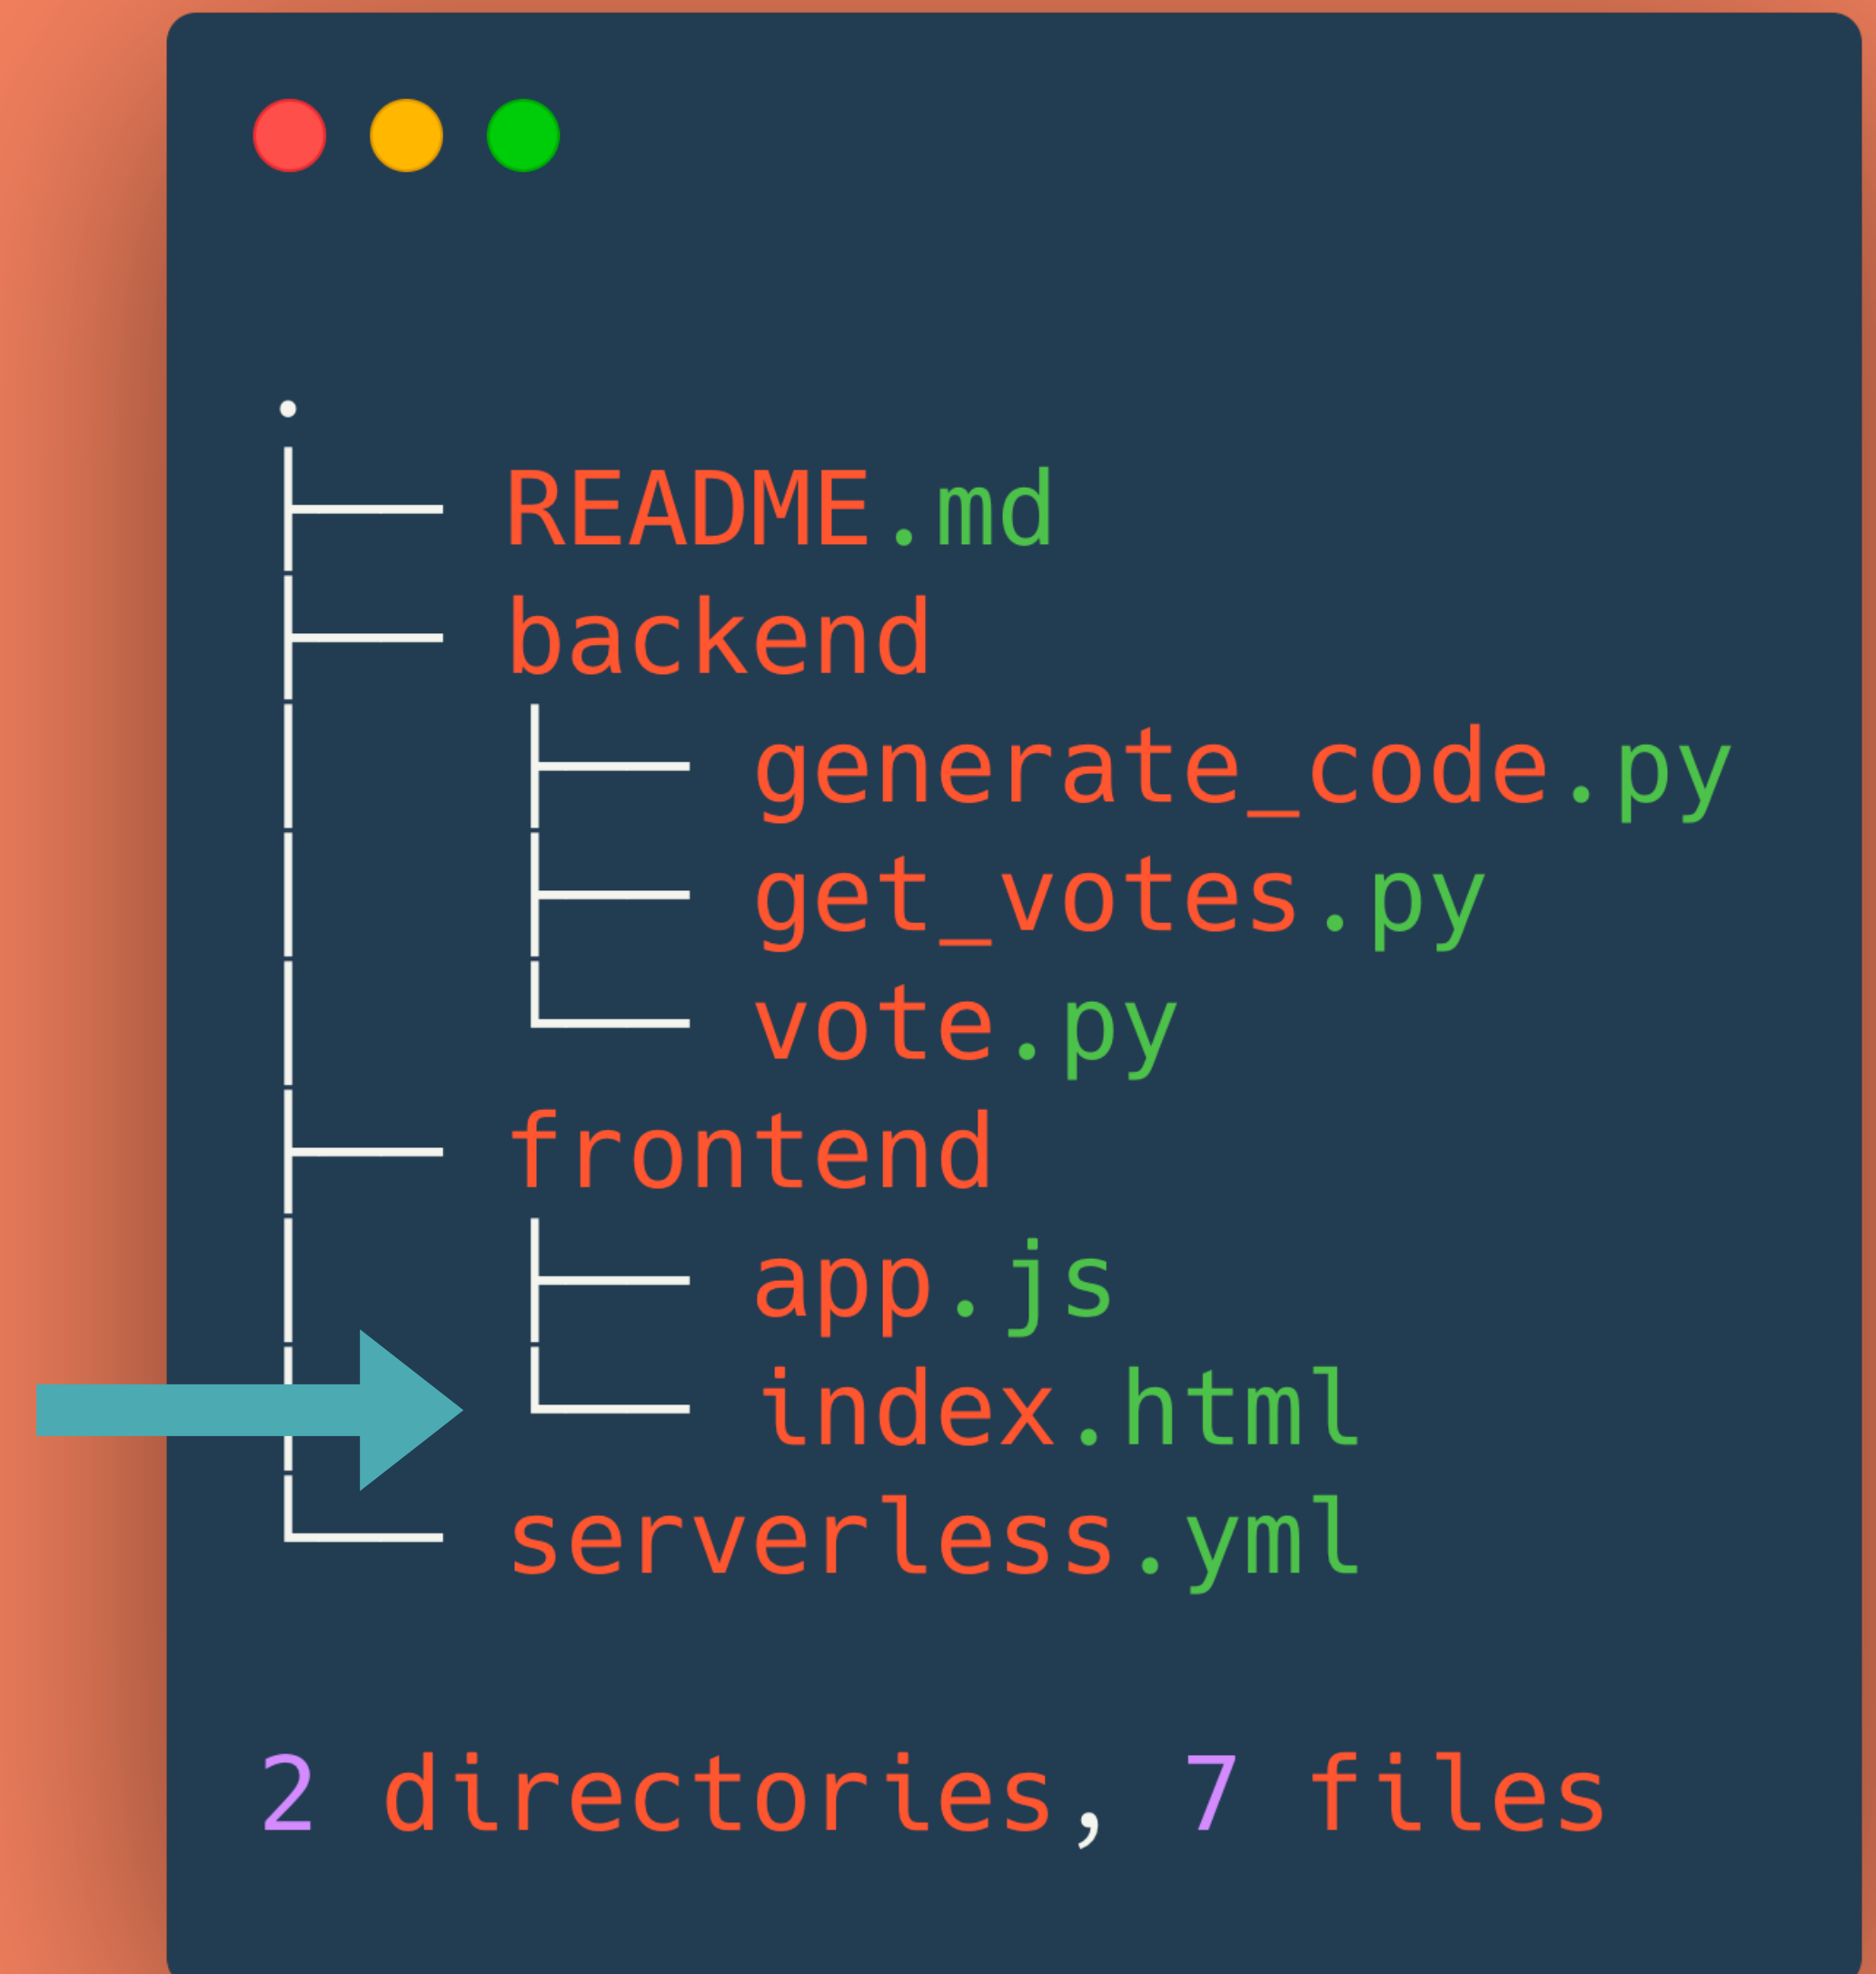 .
├── README.md
├── backend
│   ├── generate_code.py
│   ├── get_votes.py
│   └── vote.py
├── frontend
│   ├── app.js
│   └── index.html
└── serverless.yml
2 directories, 7 files